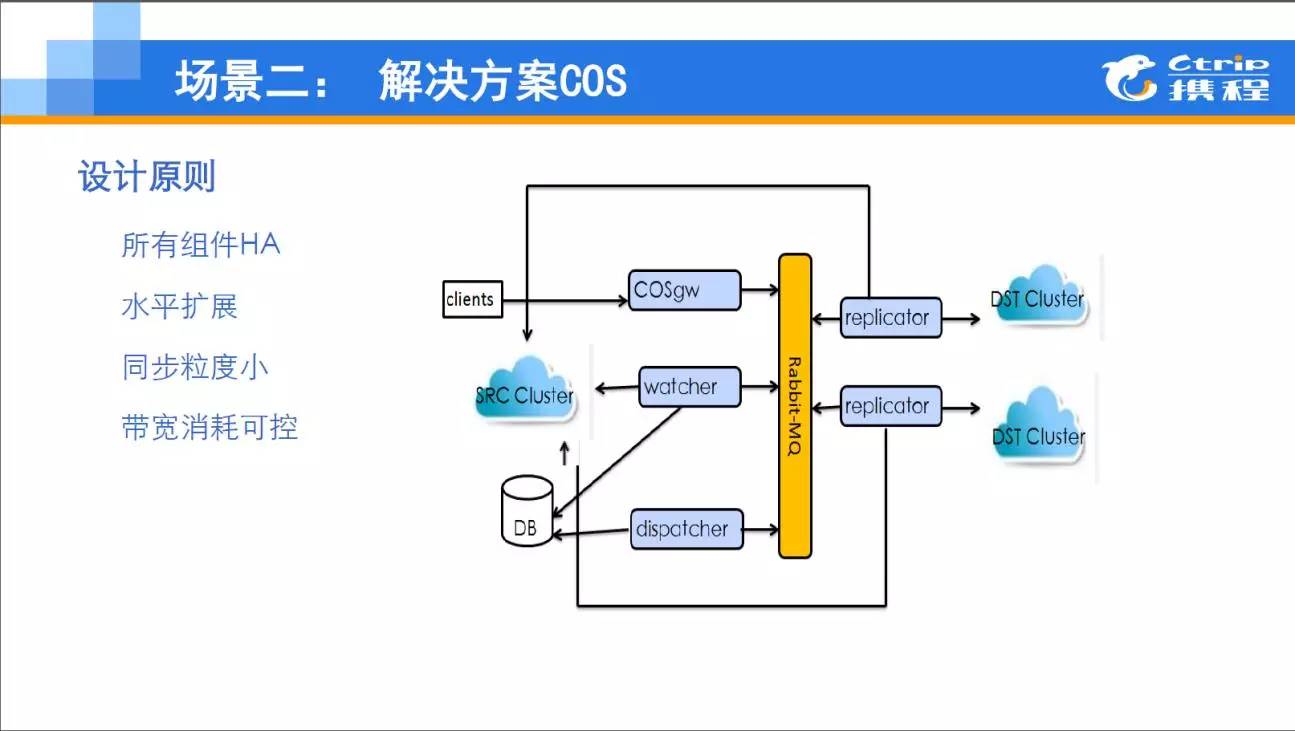 场景二： 解决方案COS
Ctrip
携程
设计原则
所有组件HA
水平扩展
同步粒度小
带宽消耗可控
clients
COSgw
SRC Cluster
watcher
DB
dispatcher
Rabbit-MQ
replicator
DST Cluster
replicator
DST Cluster